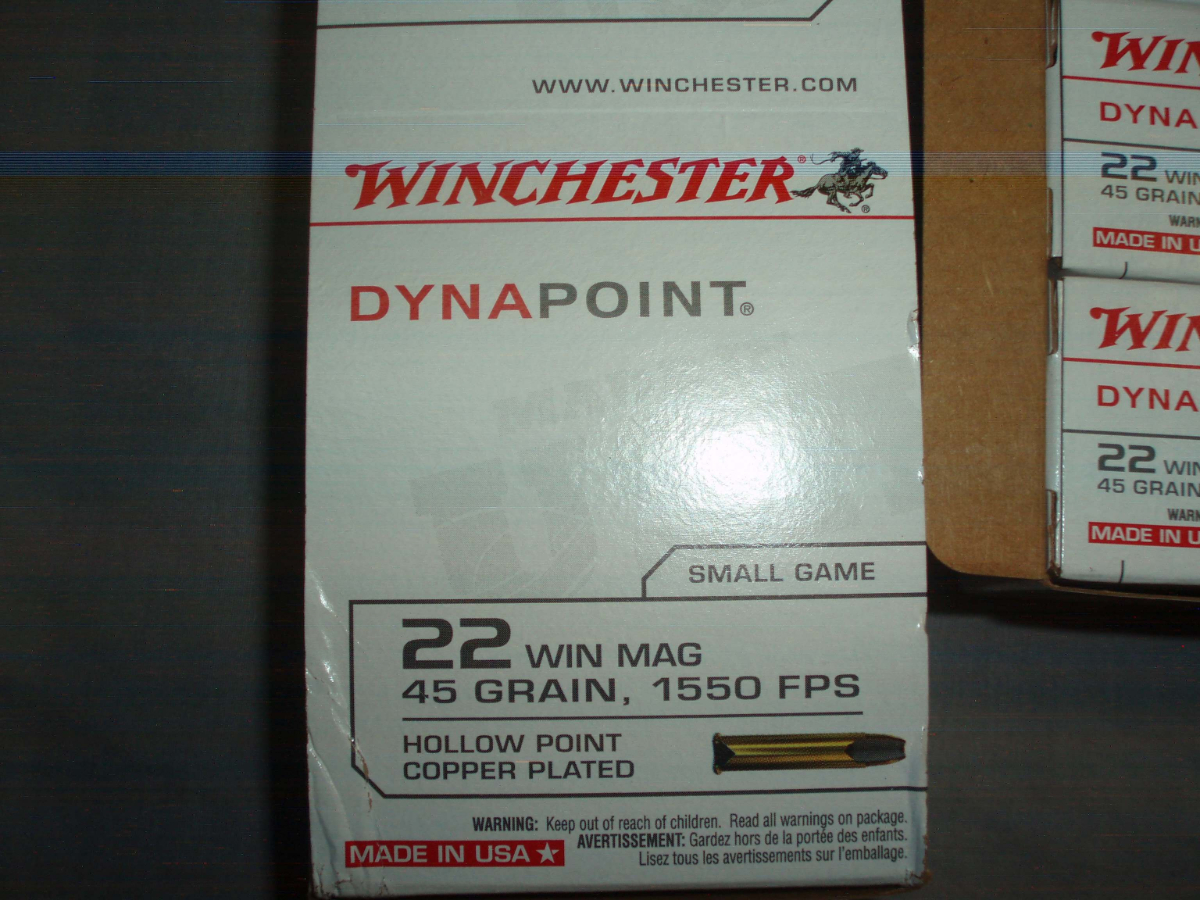 WWW.WINCHESTER.COM
WINCHESTER®
®
DYNAPOINT®
SMALL GAME
22 WIN MAG
45 GRAIN, 1550 FPS
HOLLOW POINT
COPPER PLATED
WARNING: Keep out of reach of children. Read all warnings on package.
AVERTISSEMENT: Gardez hors de la portée des enfants.
Lisez tous les avertissements sur l'emballage.
MADE IN USA
WIN
DYNA
22 WIN
45 GRAIN
WARN
MADE IN U
WIN
DYNA
22 WIN
45 GRAIN
WARN
MADE IN U